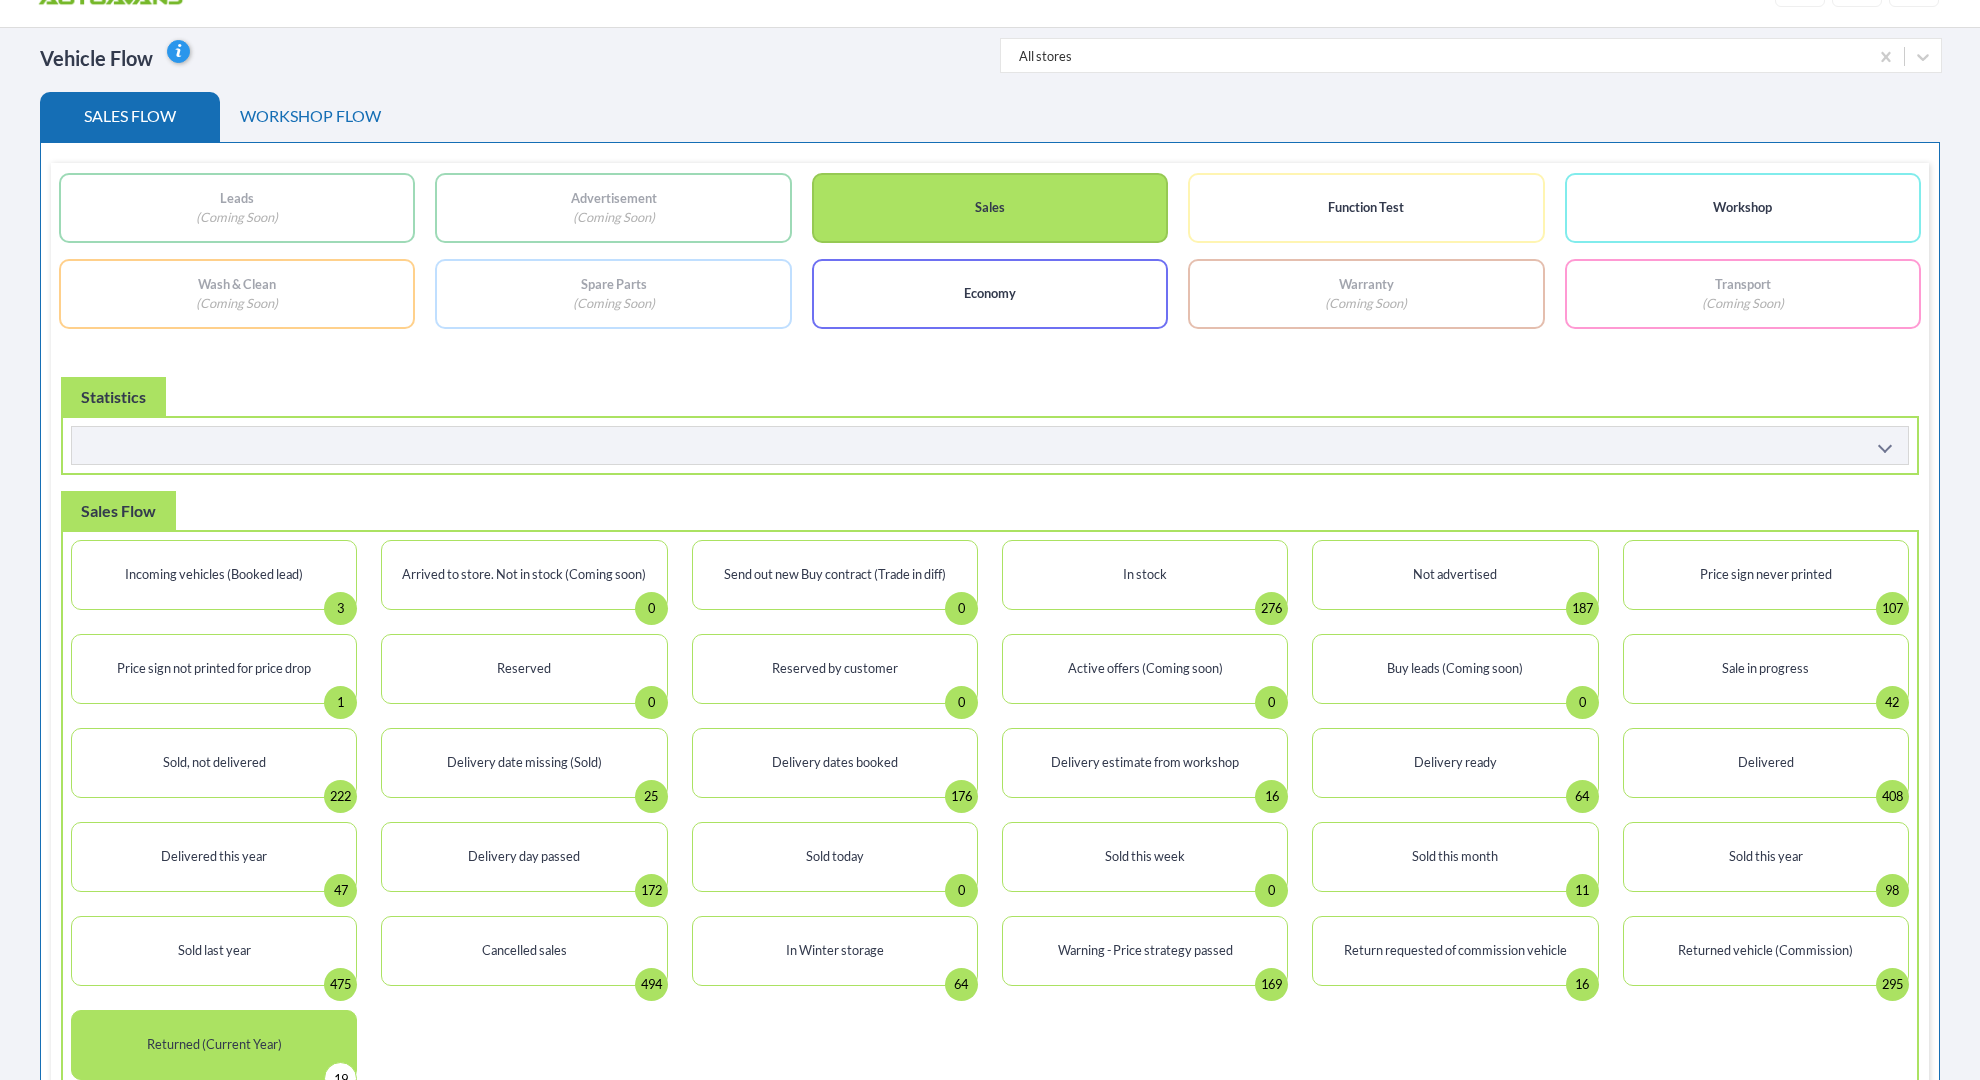 Vehicle Flow
i
All stores
SALES FLOW
WORKSHOP FLOW
Leads
(Coming Soon)
Advertisement
(Coming Soon)
Sales
Function Test
Workshop
Wash & Clean
(Coming Soon)
Spare Parts
(Coming Soon)
Economy
Warranty
(Coming Soon)
Transport
(Coming Soon)
Statistics
Sales Flow
Incoming vehicles (Booked lead)
3
Arrived to store. Not in stock (Coming soon)
0
Send out new Buy contract (Trade in diff)
0
In stock
276
Not advertised
187
Price sign never printed
107
Price sign not printed for price drop
1
Reserved
0
Reserved by customer
0
Active offers (Coming soon)
0
Buy leads (Coming soon)
0
Sale in progress
42
Sold, not delivered
222
Delivery date missing (Sold)
25
Delivery dates booked
176
Delivery estimate from workshop
16
Delivery ready
64
Delivered
408
Delivered this year
47
Delivery day passed
172
Sold today
0
Sold this week
0
Sold this month
11
Sold this year
98
Sold last year
475
Cancelled sales
494
In Winter storage
64
Warning - Price strategy passed
169
Return requested of commission vehicle
16
Returned vehicle (Commission)
295
Returned (Current Year)
19